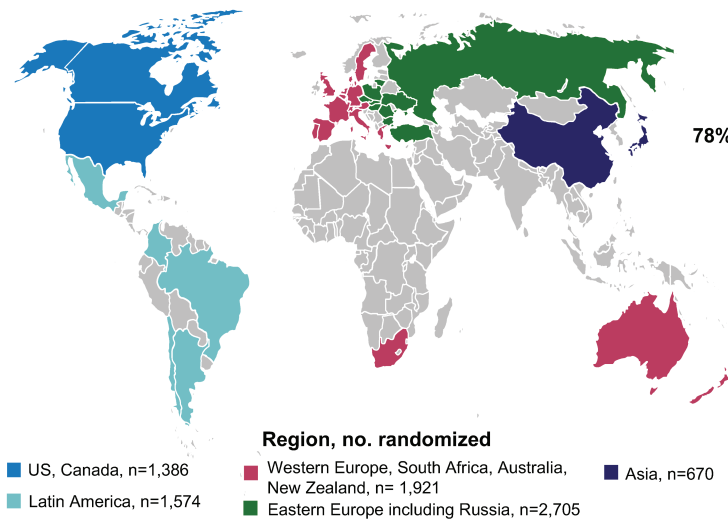 78%
Region, no. randomized
US, Canada, n=1,386
Latin America, n=1,574
Western Europe, South Africa, Australia,
New Zealand, n= 1,921
Eastern Europe including Russia, n=2,705
Asia, n=670